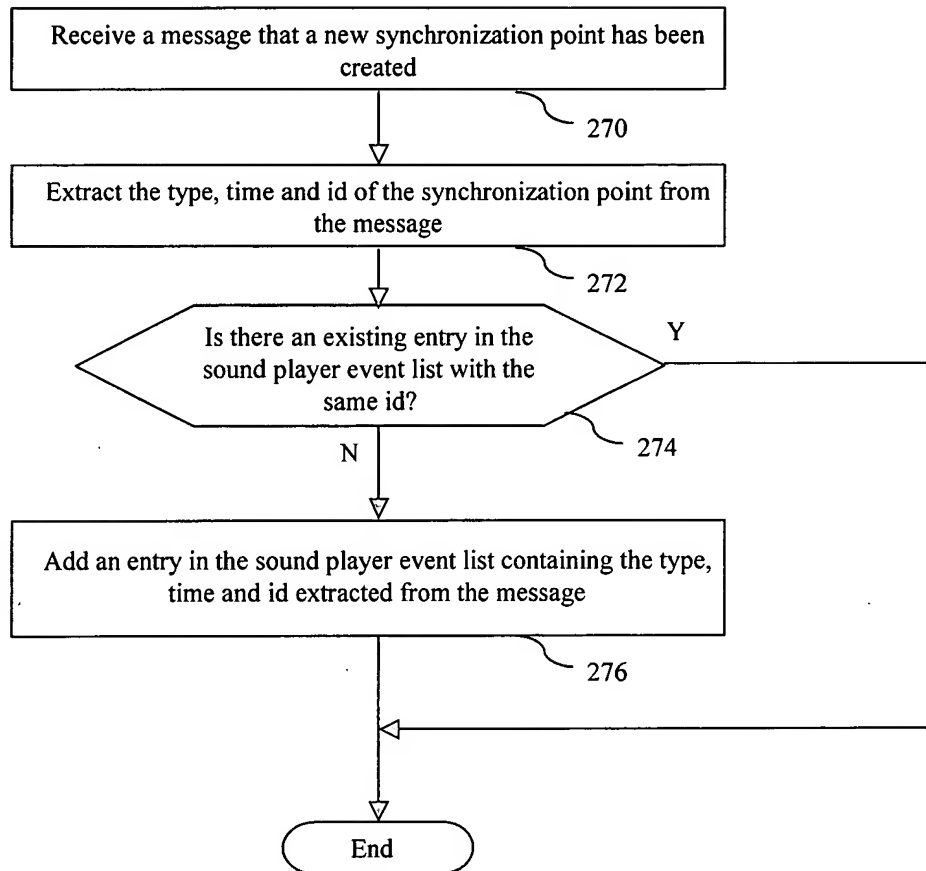 Receive a message that a new synchronization point has been
created
270
Extract the type, time and id of the synchronization point from
the message
272
Is there an existing entry in the
sound player event list with the
same id?
Y
274
N
Add an entry in the sound player event list containing the type,
time and id extracted from the message
276
End